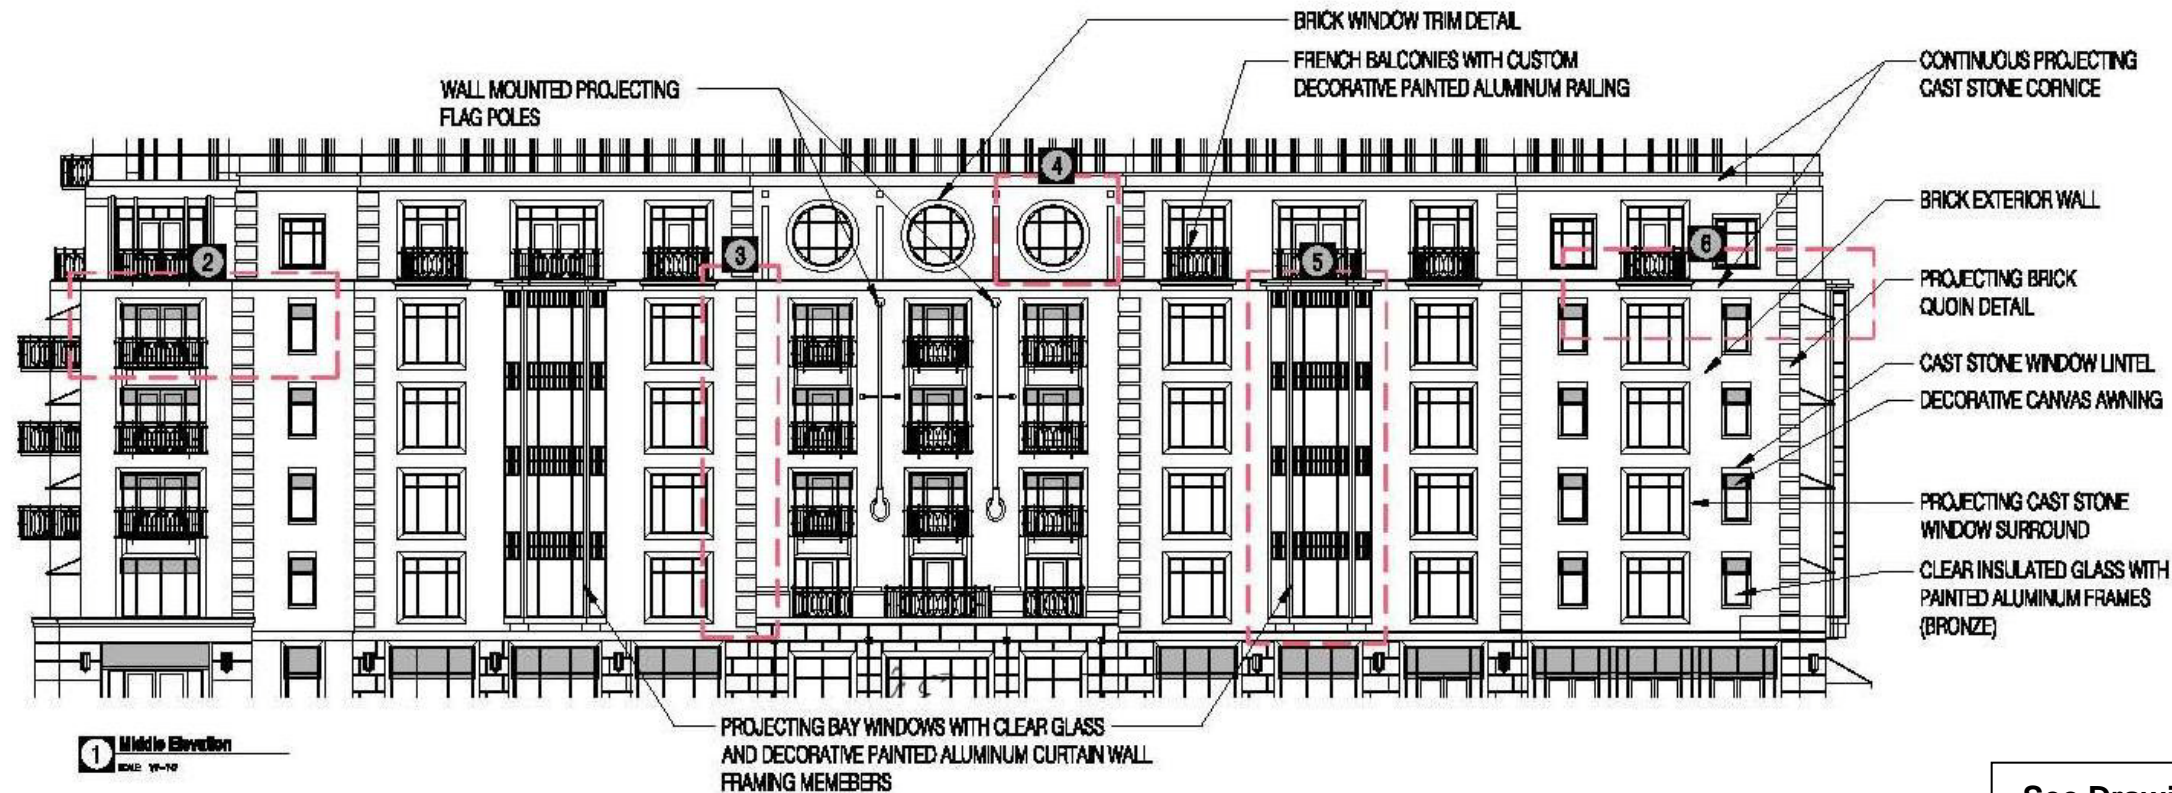 BRICK WINDOW TRIM DETAIL
FRENCH BALCONIES WITH CUSTOM
DECORATIVE PAINTED ALUMINUM RAILING
WALL MOUNTED PROJECTING
FLAG POLES
CONTINUOUS PROJECTING
CAST STONE CORNICE
4
BRICK EXTERIOR WALL
2
3
5
6
PROJECTING BRICK
QUOIN DETAIL
CAST STONE WINDOW LINTEL
DECORATIVE CANVAS AWNING
PROJECTING CAST STONE
WINDOW SURROUND
CLEAR INSULATED GLASS WITH
PAINTED ALUMINUM FRAMES
(BRONZE)
PROJECTING BAY WINDOWS WITH CLEAR GLASS
AND DECORATIVE PAINTED ALUMINUM CURTAIN WALL
FRAMING MEMEBERS
1 Middle Elevation
SCALE:
See